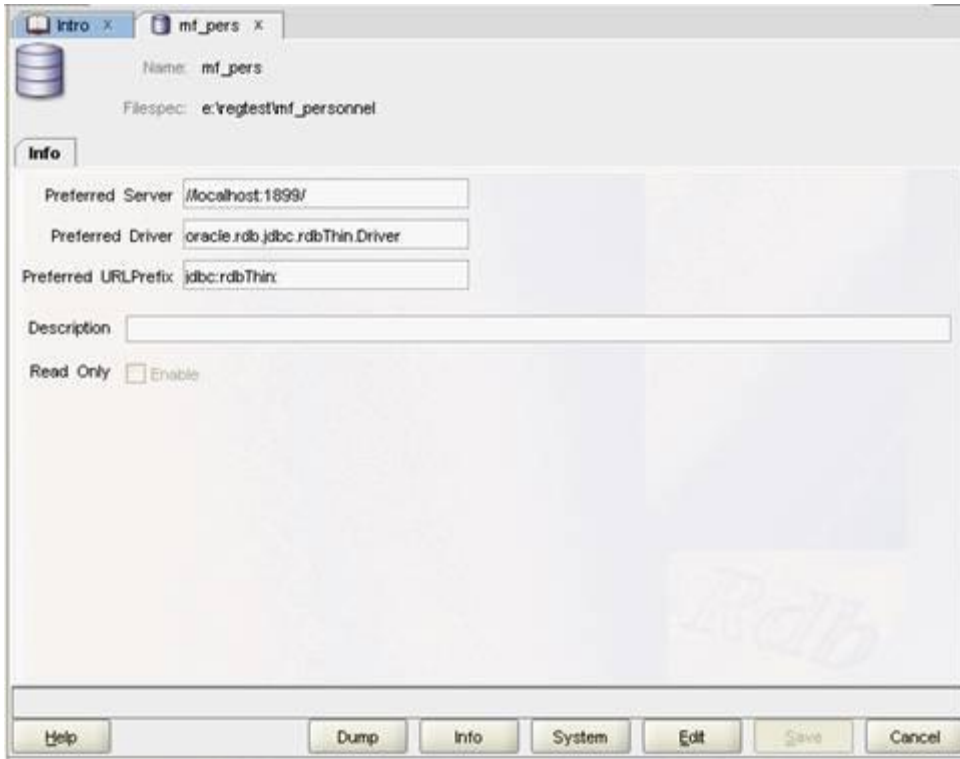 Intro x mf_pers x
Name: mf_pers
Filespec: e:\regtest\mf_personnel
Info
Preferred Server //localhost:1899/
Preferred Driver oracle.rdb.jdbc.rdbThin.Driver
Preferred URLPrefix jdbc:rdbThin:
Description
Read Only Enable
Rdb
Help Dump Info System Edit Save Cancel